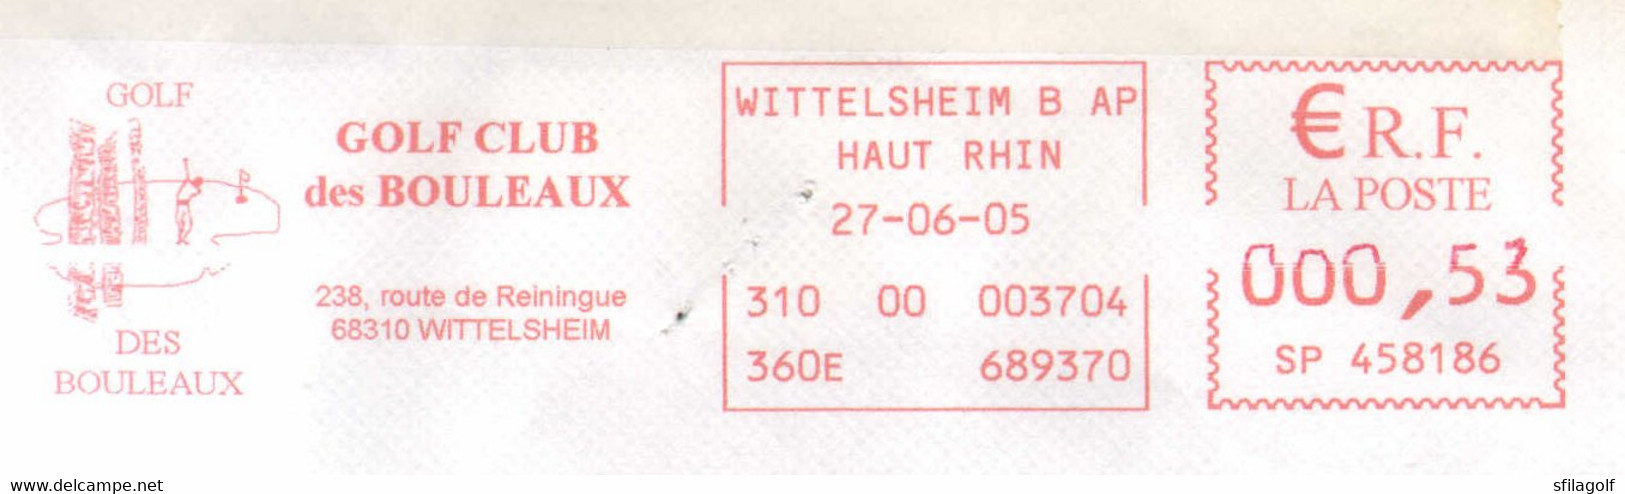 GOLF
DES
BOULEAUX
GOLF CLUB
des BOULEAUX
238, route de Reiningue
68310 WITTELSHEIM
WITTELSHEIM B AP
HAUT RHIN
27-06-05
310 00 003704
360E 689370
€ R.F.
LA POSTE
000,53
SP 458186
www.delcampe.net
sfilagolf